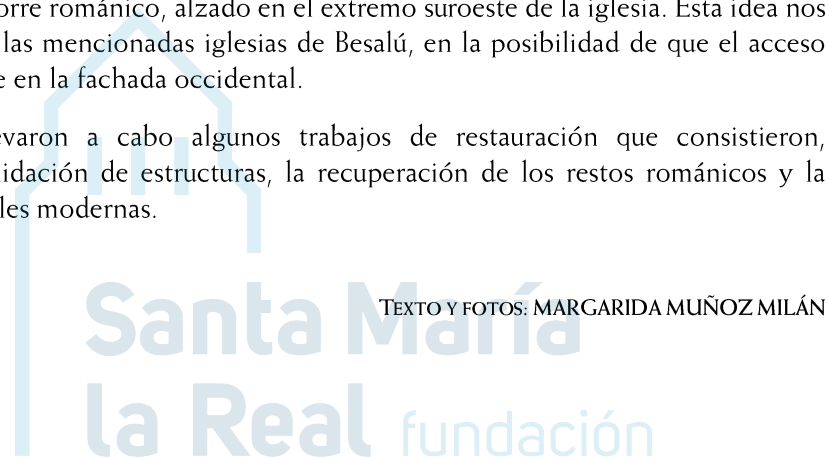 orre románico, alzado en el extremo suroeste de la iglesia. Esta idea nos
las mencionadas iglesias de Besalú, en la posibilidad de que el acceso
e en la fachada occidental.
evaron a cabo algunos trabajos de restauración que consistieron,
idación de estructuras, la recuperación de los restos románicos y la
les modernas.
TEXTO Y FOTOS: MARGARIDA MUÑOZ MILÁN
Santa María
la Real fundación